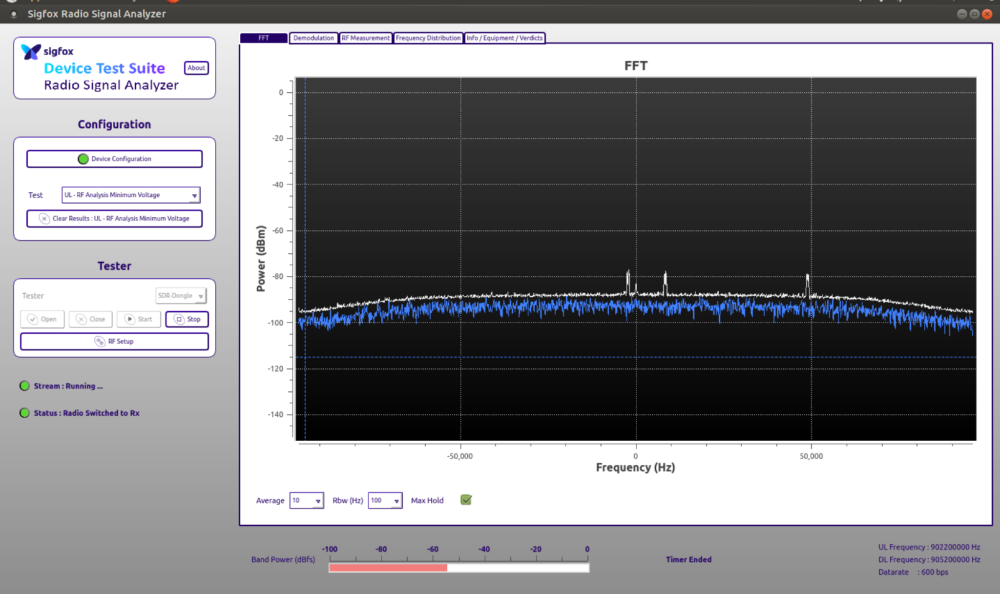 Sigfox Radio Signal Analyzer
sigfox
Device Test Suite
About
Radio Signal Analyzer
Configuration
Device Configuration
Test
UL - RF Analysis Minimum Voltage
Clear Results : UL - RF Analysis Minimum Voltage
Tester
Tester
SDR-Dongle
Open
Close
Start
Stop
RF Setup
Stream : Running ...
Status : Radio Switched to Rx
FFT
Demodulation
RF Measurement
Frequency Distribution
Info / Equipment / Verdicts
FFT
Power (dBm)
0
-20
-40
-60
-80
-100
-120
-140
-50,000
0
50,000
Frequency (Hz)
Average
10
Rbw (Hz)
100
Max Hold
Band Power (dBfs)
-100
-80
-60
-40
-20
0
Timer Ended
UL Frequency : 902200000 Hz
DL Frequency : 905200000 Hz
Datarate : 600 bps